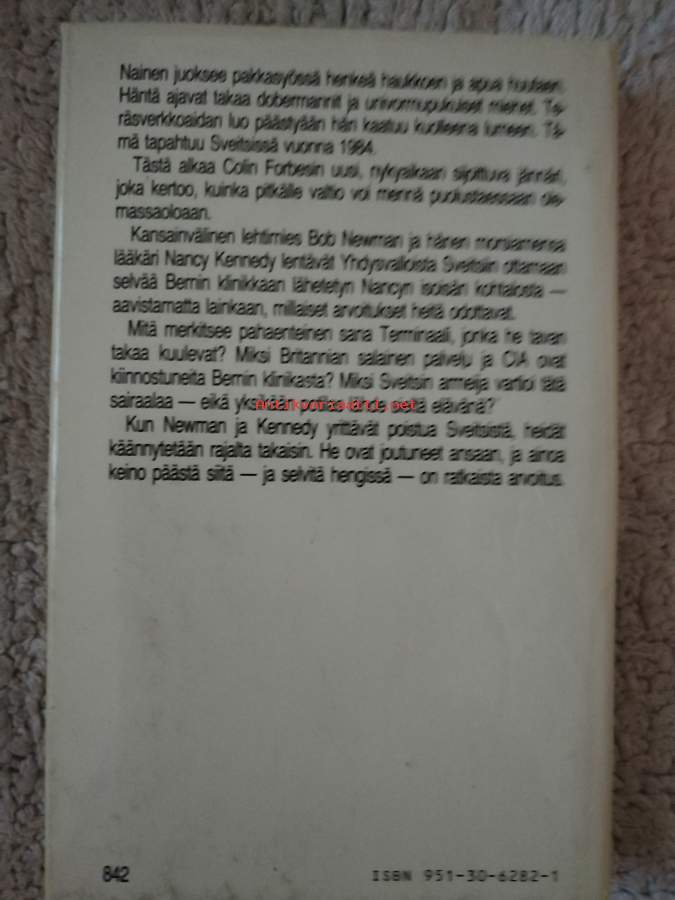 Nainen juoksee pakkasyössä henkeä haukkoen ja apua huutaen.
Häntä ajavat takaa dobermannit ja univormupukuiset miehet. Te-
räsverkkoaidan luo päästyään hän kaatuu kuolleena lumeen. Tä-
mä tapahtuu Sveitsissä vuonna 1984.
Tästä alkaa Colin Forbesin uusi, nykyaikaan sijoittuva jännäri,
joka kertoo, kuinka pitkälle valtio voi mennä puolustaessaan ole-
massaoloaan.
Kansainvälinen lehtimies Bob Newman ja hänen morsiamensa
lääkäri Nancy Kennedy lentävät Yhdysvalloista Sveitsiin ottamaan
selvää Bernin klinikkaan lähetetyn Nancyn isoisän kohtalosta —
aavistamatta lainkaan, millaiset arvoitukset heitä odottavat.
Mitä merkitsee pahaenteinen sana Terminaali, jonka he tavan
takaa kuulevat? Miksi Britannian salainen palvelu ja CIA ovat
kiinnostuneita Bernin klinikasta? Miksi Sveitsin armeija vartioi tätä
sairaalaa — eikä yksikään elävänä?
antikvariaatti.net
Kun Newman ja Kennedy yrittävät poistua Sveitsistä, heidät
käännytetään rajalta takaisin. He ovat joutuneet ansaan, ja ainoa
keino päästä siitä — ja selvitä hengissä — on ratkaista arvoitus.
842
ISBN 951-30-6282-1